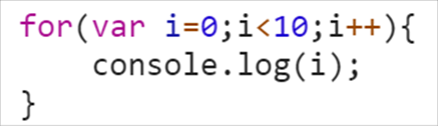 for(var i=0;i<10;i++){
    console.log(i);
}